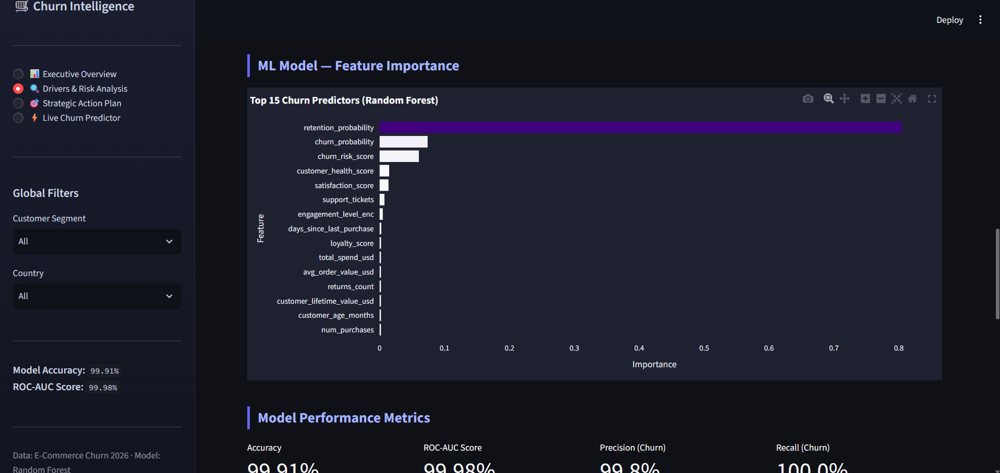 Churn Intelligence
Deploy
Executive Overview
Drivers & Risk Analysis
Strategic Action Plan
Live Churn Predictor
Global Filters
Customer Segment
All
Country
All
Model Accuracy: 99.91%
ROC-AUC Score: 99.98%
Data: E-Commerce Churn 2026 · Model:
Random Forest
ML Model — Feature Importance
Top 15 Churn Predictors (Random Forest)
Feature
retention_probability
churn_probability
churn_risk_score
customer_health_score
satisfaction_score
support_tickets
engagement_level_enc
days_since_last_purchase
loyalty_score
total_spend_usd
avg_order_value_usd
returns_count
customer_lifetime_value_usd
customer_age_months
num_purchases
0 0.1 0.2 0.3 0.4 0.5 0.6 0.7 0.8
Importance
Model Performance Metrics
Accuracy ROC-AUC Score Precision (Churn) Recall (Churn)
99.91% 99.98% 99.8% 100.0%